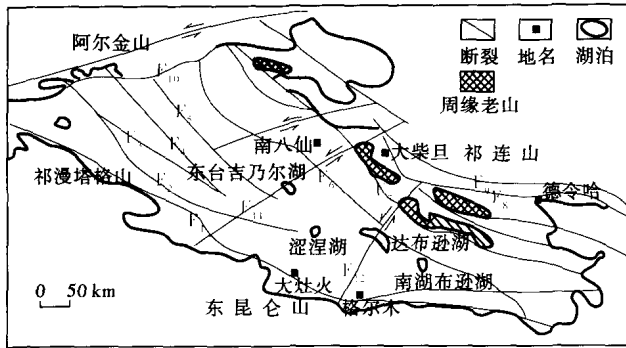 阿尔金山
断裂 地名 湖泊
周缘老山
F10
南八仙
大柴旦 祁连山
祁漫塔格山
东台吉乃尔湖
德令哈
F8
涩涅湖
达布逊湖
大灶火
南湖布逊湖
0 50 km
东昆仑山
格尔木